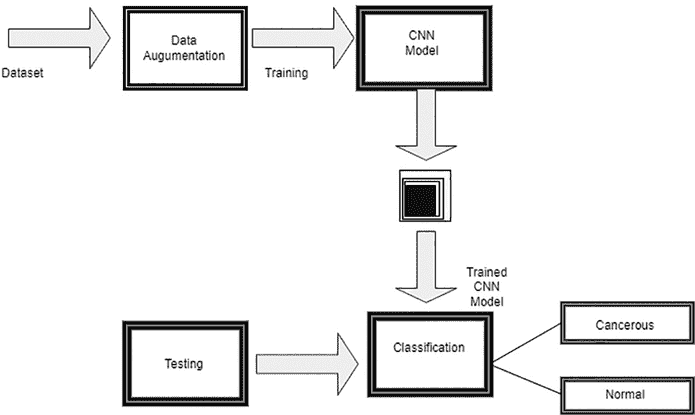 Dataset
Data
Augumentation
Training
CNN
Model
Trained
CNN
Model
Testing
Classification
Cancerous
Normal